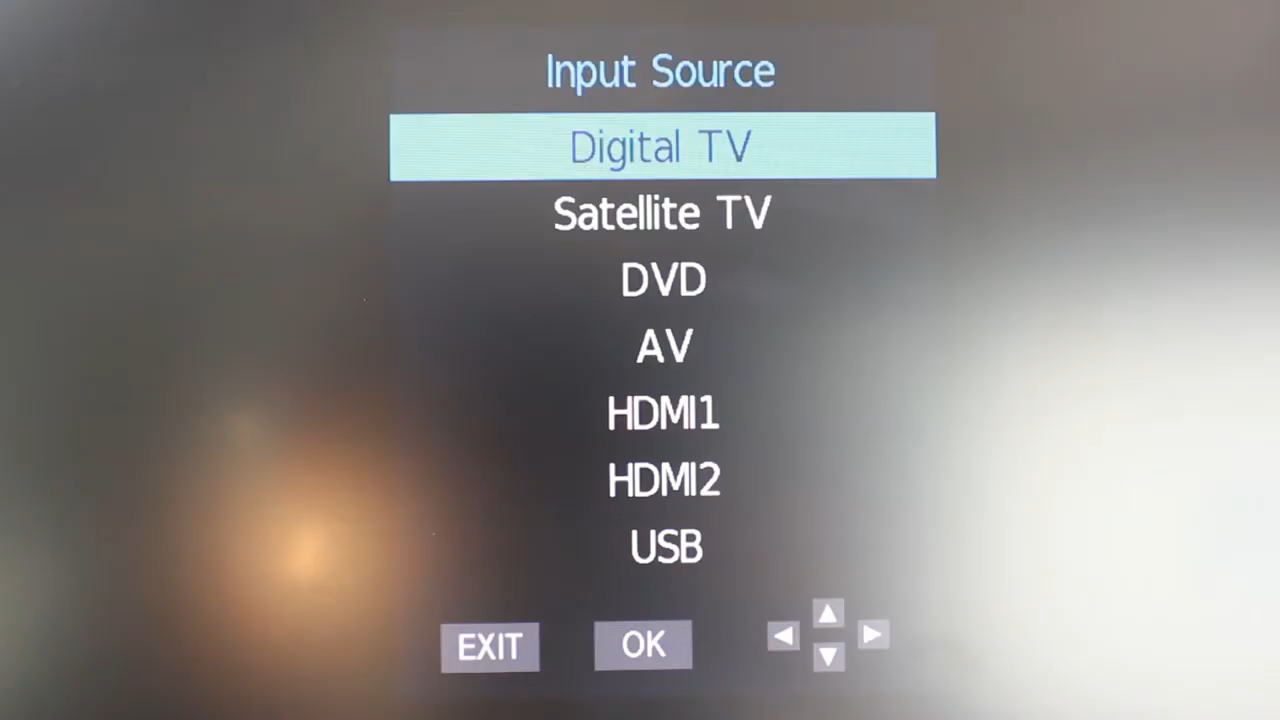 Input Source
Digital TV
Satellite TV
DVD
AV
HDMI1
HDMI2
USB
EXIT OK